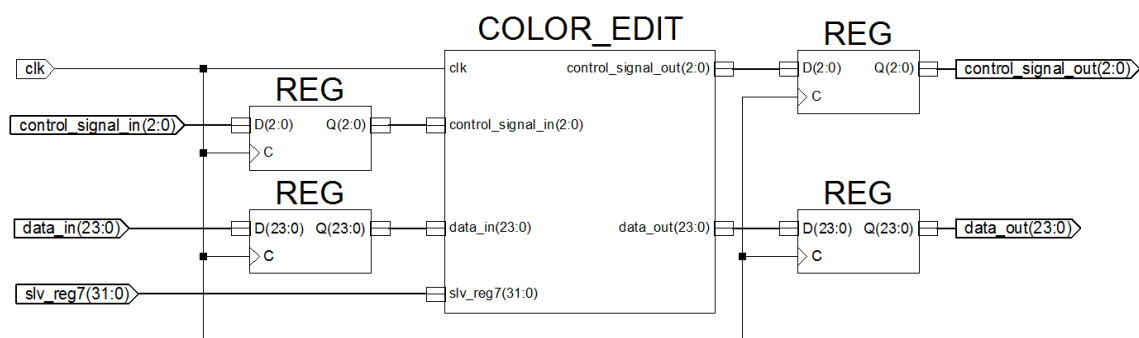 COLOR_EDIT
REG
clk
clk
control_signal_out(2:0)
D(2:0)
Q(2:0)
control_signal_out(2:0)
REG
C
control_signal_in(2:0)
D(2:0)
Q(2:0)
control_signal_in(2:0)
C
REG
REG
data_in(23:0)
D(23:0)
Q(23:0)
data_in(23:0)
data_out(23:0)
D(23:0)
Q(23:0)
data_out(23:0)
C
C
slv_reg7(31:0)
slv_reg7(31:0)